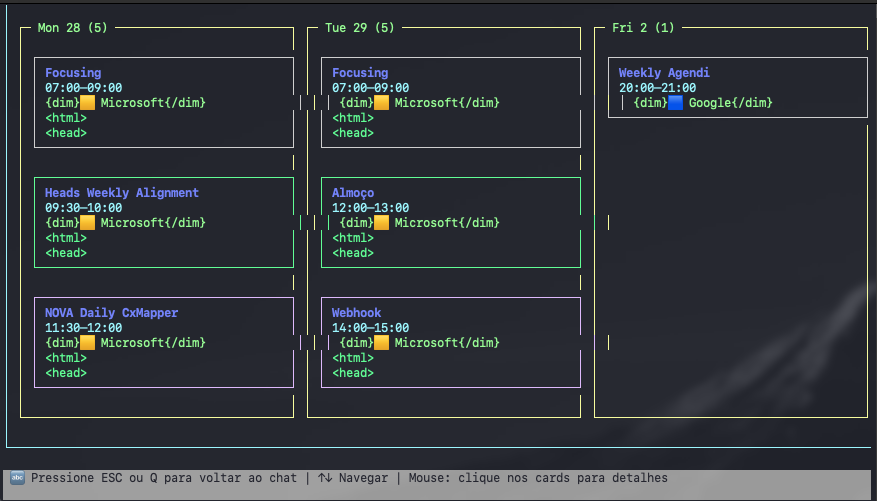 Mon 28 (5)
Focusing
07:00—09:00
{dim}🟨 Microsoft{/dim}
<html>
<head>
Heads Weekly Alignment
09:30—10:00
{dim}🟨 Microsoft{/dim}
<html>
<head>
NOVA Daily CxMapper
11:30—12:00
{dim}🟨 Microsoft{/dim}
<html>
<head>
Tue 29 (5)
Focusing
07:00—09:00
{dim}🟨 Microsoft{/dim}
<html>
<head>
Almoço
12:00—13:00
{dim}🟨 Microsoft{/dim}
<html>
<head>
Webhook
14:00—15:00
{dim}🟨 Microsoft{/dim}
<html>
<head>
Fri 2 (1)
Weekly Agendi
20:00—21:00
{dim}🟦 Google{/dim}
🔤 Pressione ESC ou Q para voltar ao chat | ↑↓ Navegar | Mouse: clique nos cards para detalhes